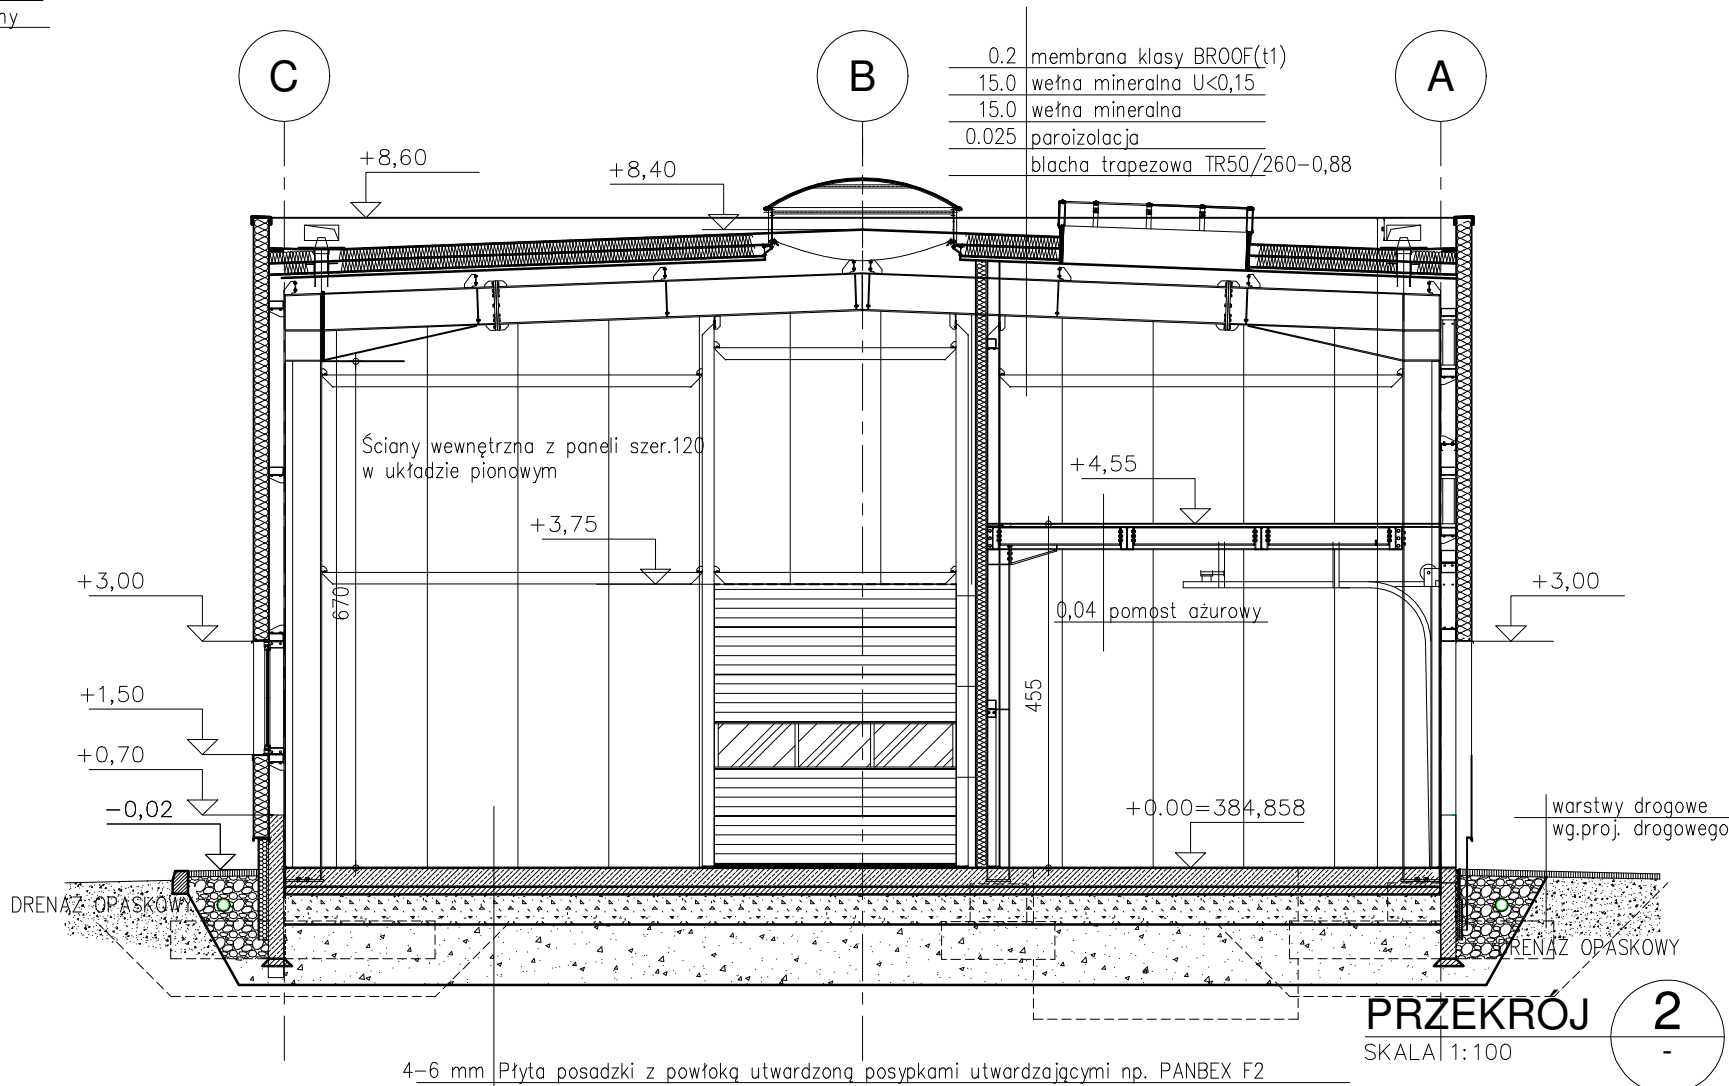 ny
C
B
A
0.2 membrana klasy BROOF(t1)
15.0 wełna mineralna U<0,15
15.0 wełna mineralna
0.025 paroizolacja
blacha trapezowa TR50/260-0,88
+8,60
+8,40
Ściany wewnętrzna z paneli szer.120
w układzie pionowym
+4,55
+3,75
+3,00
+3,00
670
0,04 pomost ażurowy
455
+1,50
+0,70
-0,02
+0.00=384,858
warstwy drogowe
wg.proj. drogowego
DRENAŻ OPASKOWY
DRENAŻ OPASKOWY
PRZEKRÓJ
2
SKALA 1:100
-
4-6 mm Płyta posadzki z powłoką utwardzoną posypkami utwardzającymi np. PANBEX F2